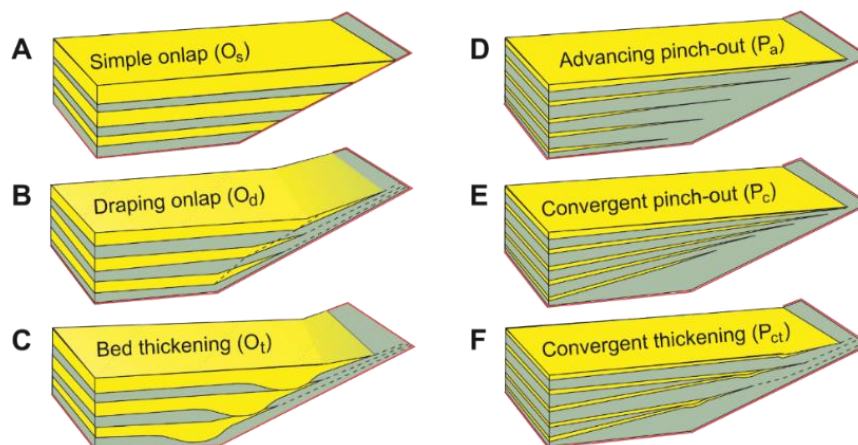 A
Simple onlap (Os)
B
Draping onlap (Od)
C
Bed thickening (Ot)
D
Advancing pinch-out (Pa)
E
Convergent pinch-out (Pc)
F
Convergent thickening (Pct)